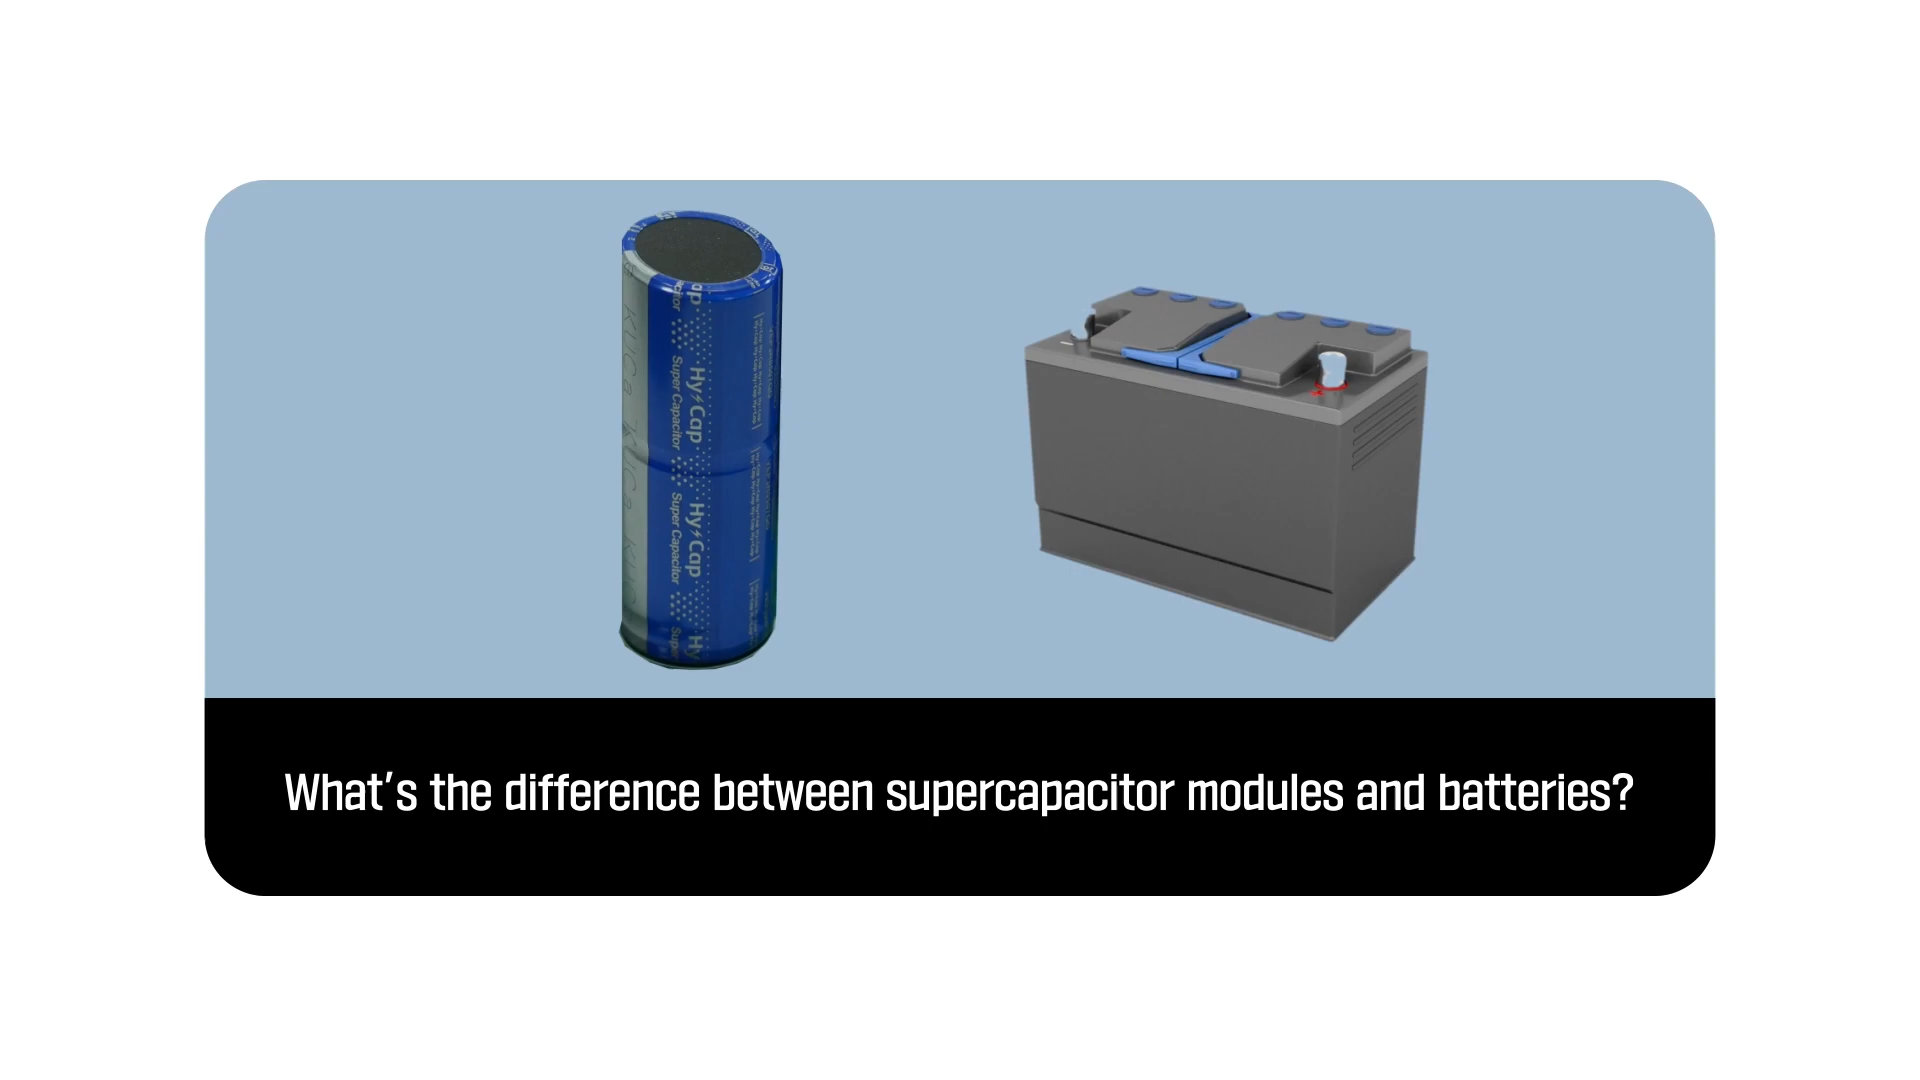 Hy Cap
Super Capacitor
Hy Cap
Super Capacitor
What's the difference between supercapacitor modules and batteries?